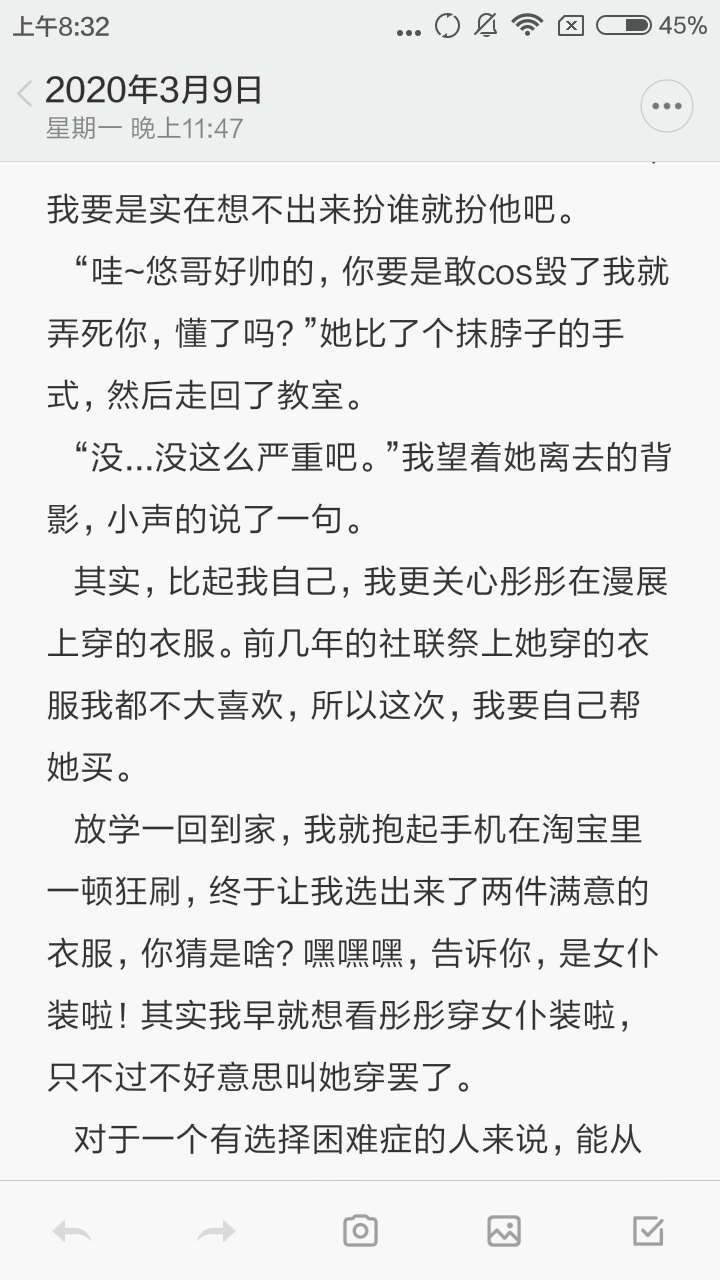 上午8:32
45%
2020年3月9日
星期一 晚上11:47
我要是实在想不出来扮谁就扮他吧。
“哇~悠哥好帅的，你要是敢cos毁了我就
弄死你，懂了吗？”她比了个抹脖子的手
式，然后走回了教室。
“没...没这么严重吧。”我望着她离去的背
影，小声的说了一句。
其实，比起我自己，我更关心彤彤在漫展
上穿的衣服。前几年的社联祭上她穿的衣
服我都不大喜欢，所以这次，我要自己帮
她买。
放学一回到家，我就抱起手机在淘宝里
一顿狂刷，终于让我选出来了两件满意的
衣服，你猜是啥？嘿嘿嘿，告诉你，是女仆
装啦！其实我早就想看彤彤穿女仆装啦，
只不过不好意思叫她穿罢了。
对于一个有选择困难症的人来说，能从